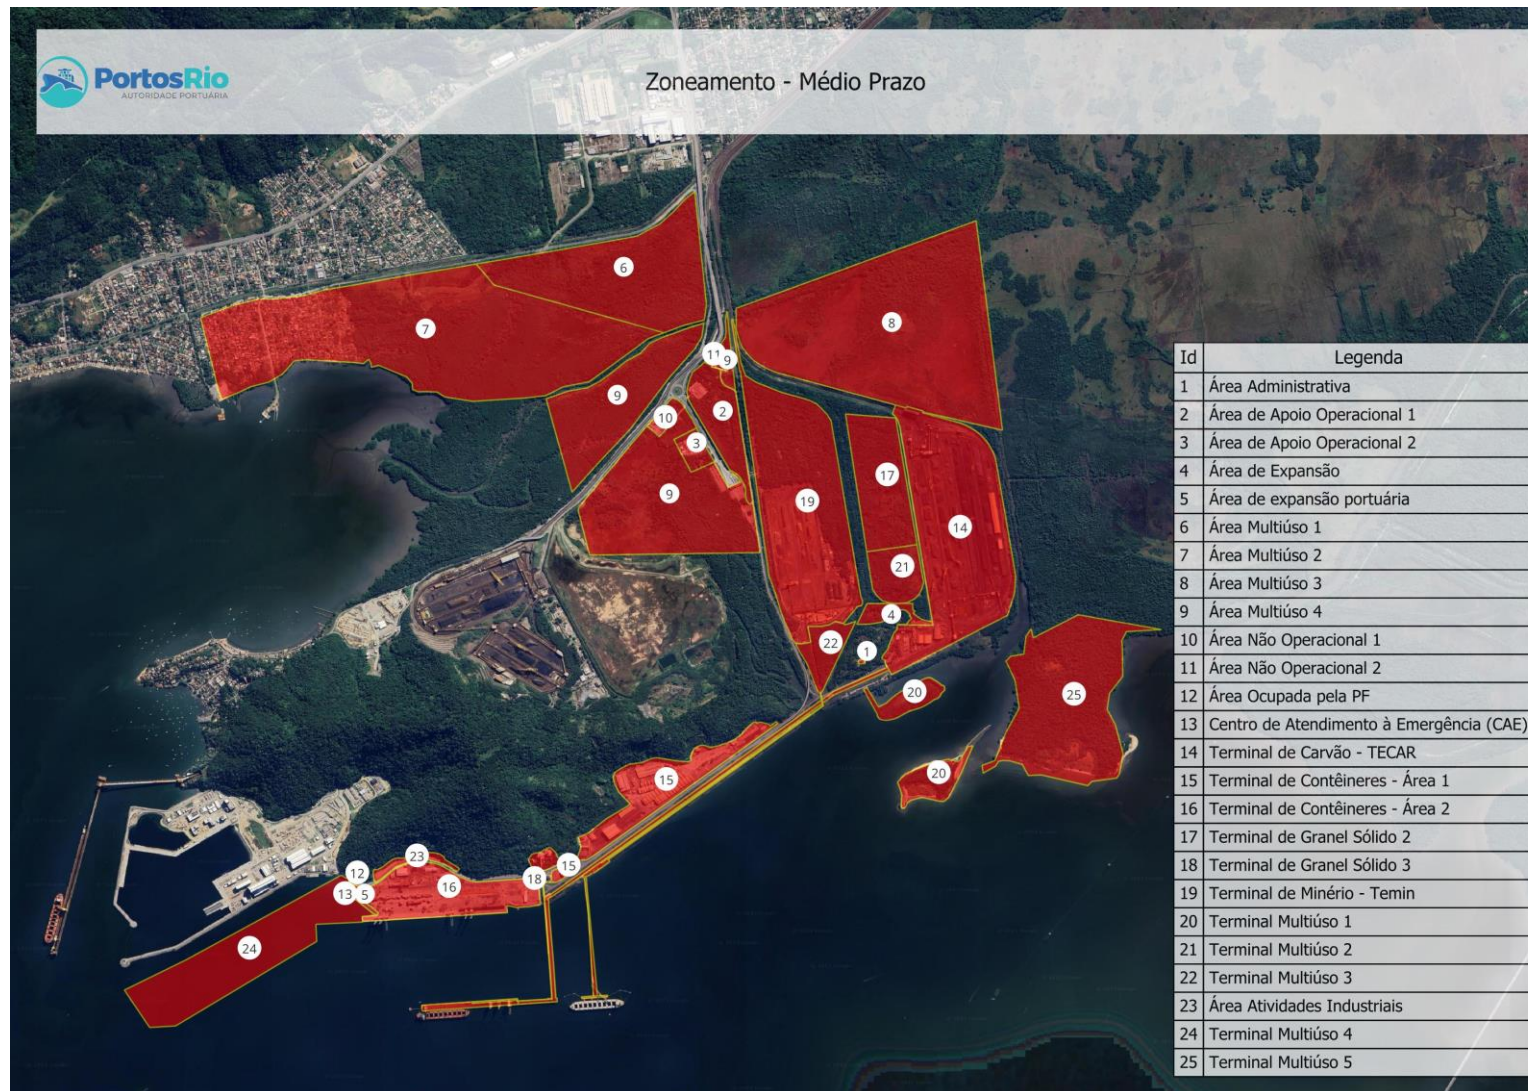 PortosRio
AUTORIDADE PORTUÁRIA
Zoneamento - Médio Prazo
6
7
8
11
9
9
2
10
3
17
9
19
14
21
4
22
1
25
20
20
15
23
15
12
18
16
13
5
24
Id Legenda
1 Área Administrativa
2 Área de Apoio Operacional 1
3 Área de Apoio Operacional 2
4 Área de Expansão
5 Área de expansão portuária
6 Área Multiúso 1
7 Área Multiúso 2
8 Área Multiúso 3
9 Área Multiúso 4
10 Área Não Operacional 1
11 Área Não Operacional 2
12 Área Ocupada pela PF
13 Centro de Atendimento à Emergência (CAE)
14 Terminal de Carvão - TECAR
15 Terminal de Contêineres - Área 1
16 Terminal de Contêineres - Área 2
17 Terminal de Granel Sólido 2
18 Terminal de Granel Sólido 3
19 Terminal de Minério - Temin
20 Terminal Multiúso 1
21 Terminal Multiúso 2
22 Terminal Multiúso 3
23 Área Atividades Industriais
24 Terminal Multiúso 4
25 Terminal Multiúso 5